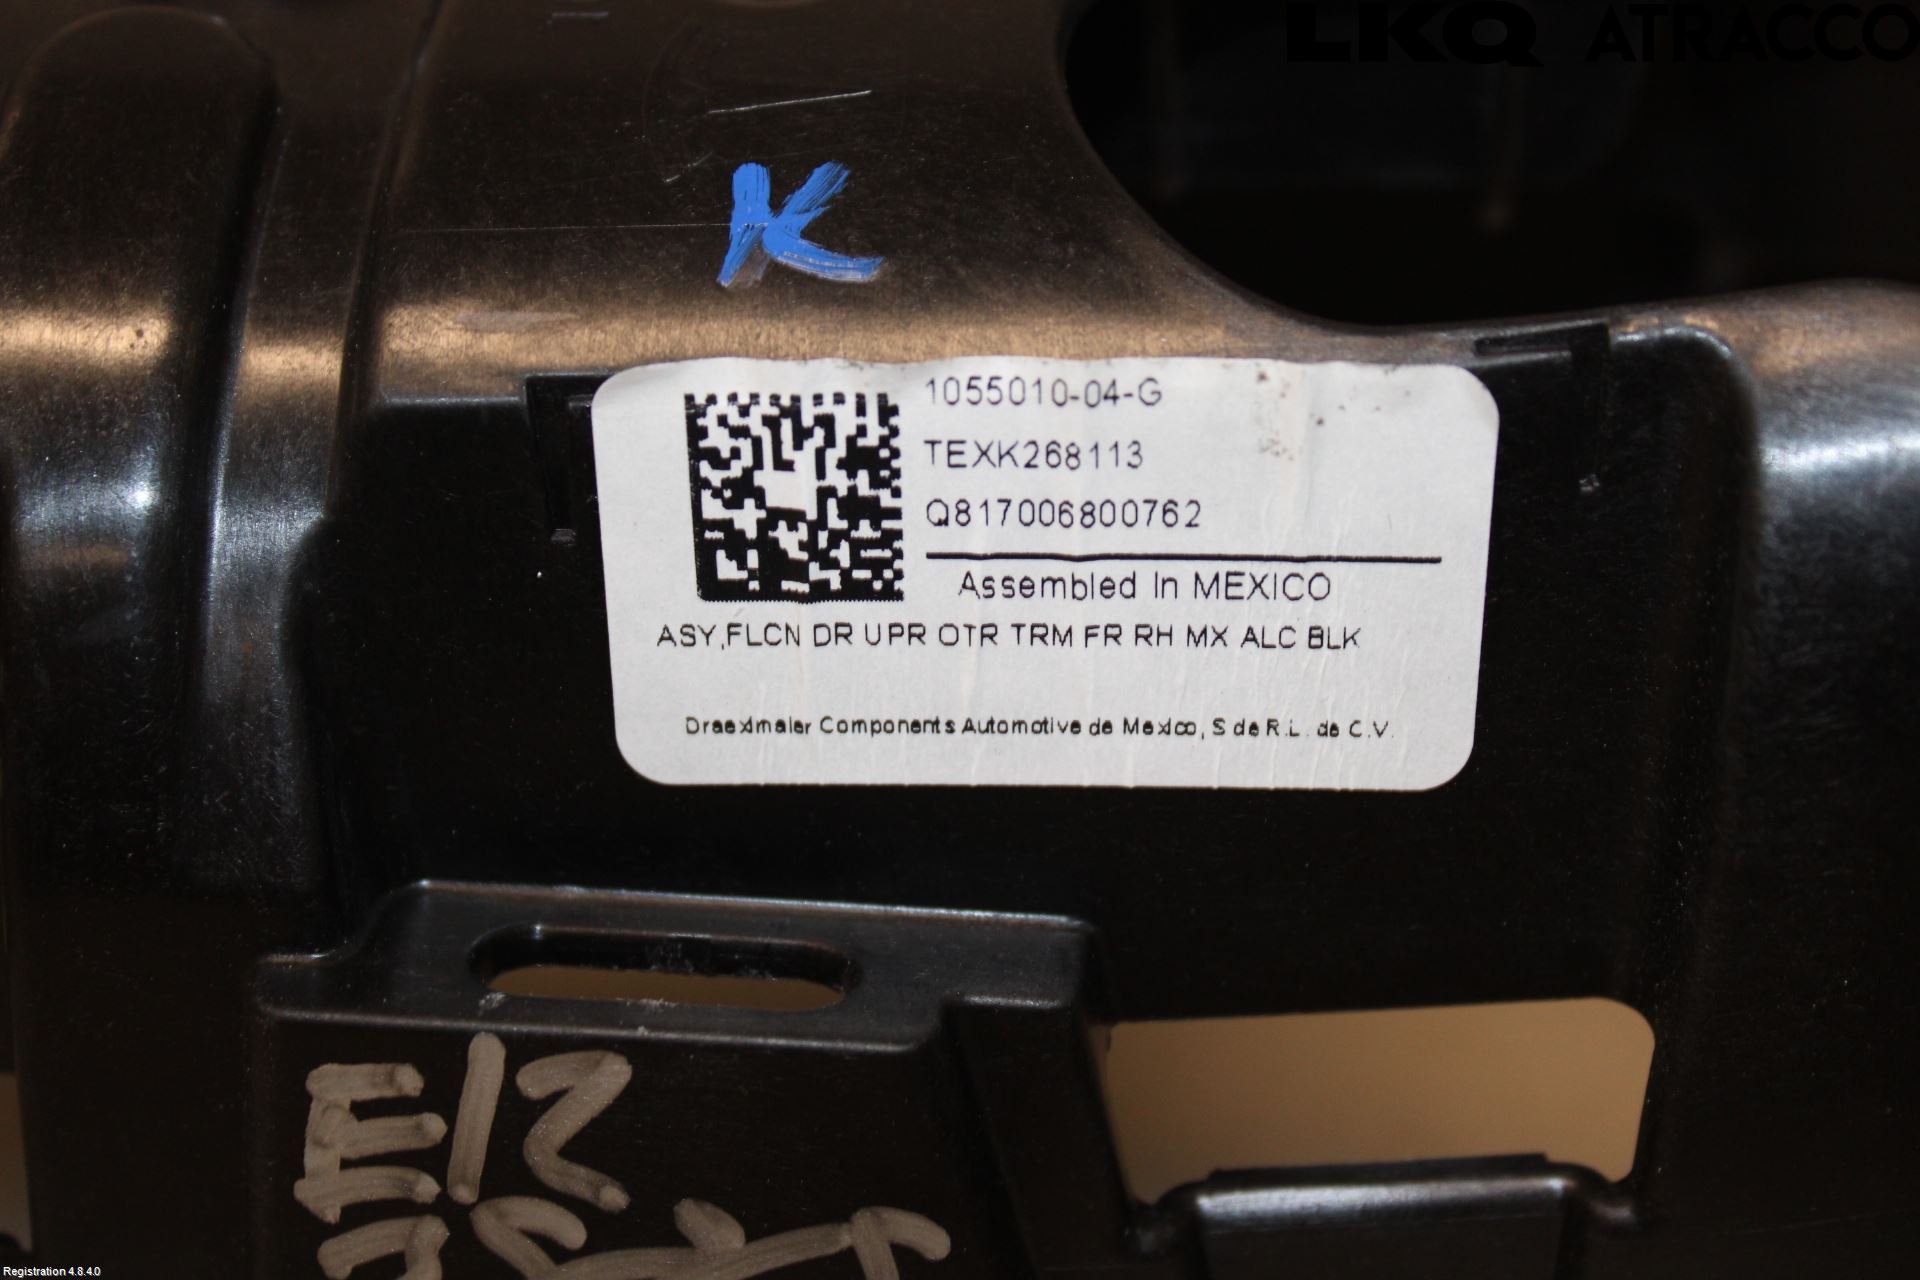 LKQ ATRACCO
K
1055010-04-G
TEXK268113
Q817006800762
Assembled In MEXICO
ASY,FLCN DR UPR OTR TRM FR RH MX ALC BLK
Draexlmaier Components Automotive de Mexico, S de R.L. de C.V.
E12
Registration 4.8.4.0